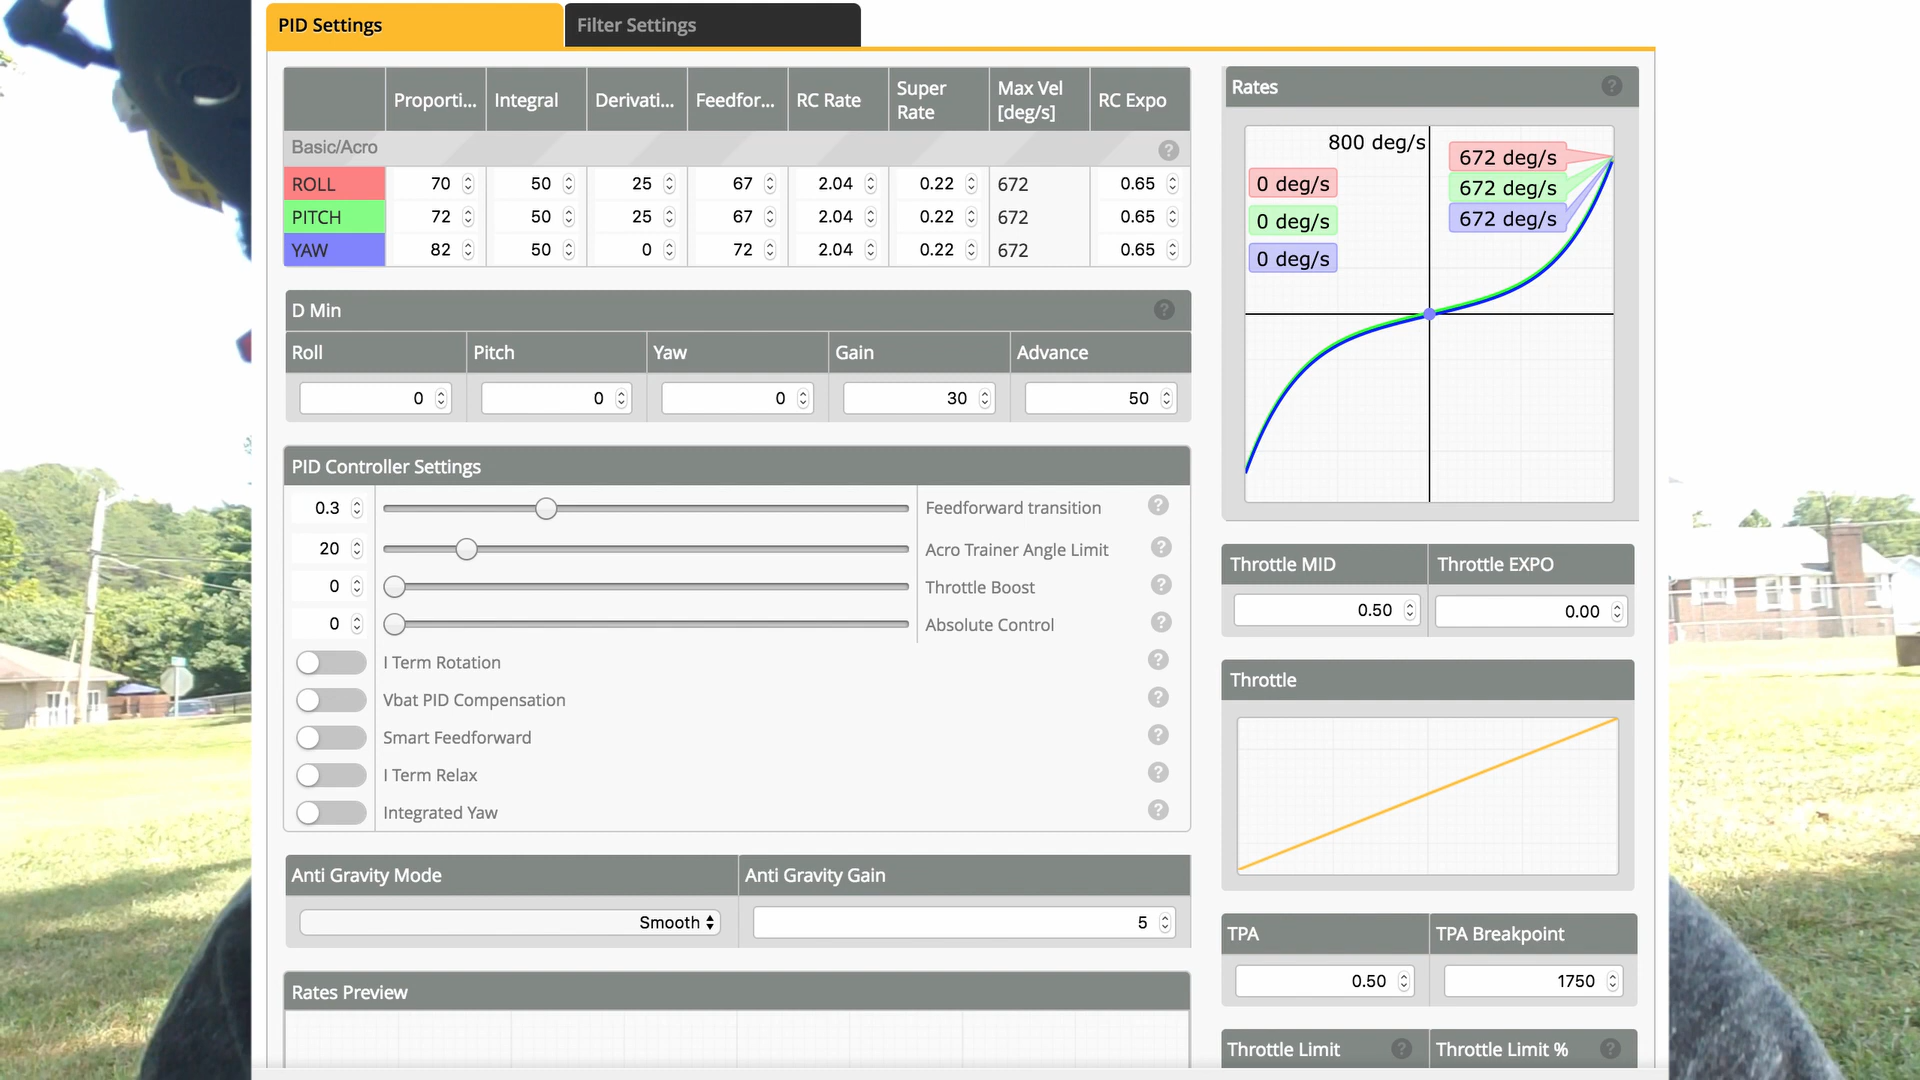 PID Settings
Filter Settings
Proporti... Integral Derivati... Feedfor... RC Rate Super Rate Max Vel [deg/s] RC Expo
Basic/Acro
ROLL 70 50 25 67 2.04 0.22 672 0.65
PITCH 72 50 25 67 2.04 0.22 672 0.65
YAW 82 50 0 72 2.04 0.22 672 0.65
D Min
Roll Pitch Yaw Gain Advance
0 0 0 30 50
PID Controller Settings
0.3 Feedforward transition
20 Acro Trainer Angle Limit
0 Throttle Boost
0 Absolute Control
I Term Rotation
Vbat PID Compensation
Smart Feedforward
I Term Relax
Integrated Yaw
Anti Gravity Mode Anti Gravity Gain
Smooth 5
Rates Preview
Rates
800 deg/s
0 deg/s
0 deg/s
0 deg/s
672 deg/s
672 deg/s
672 deg/s
Throttle MID Throttle EXPO
0.50 0.00
Throttle
TPA TPA Breakpoint
0.50 1750
Throttle Limit Throttle Limit %